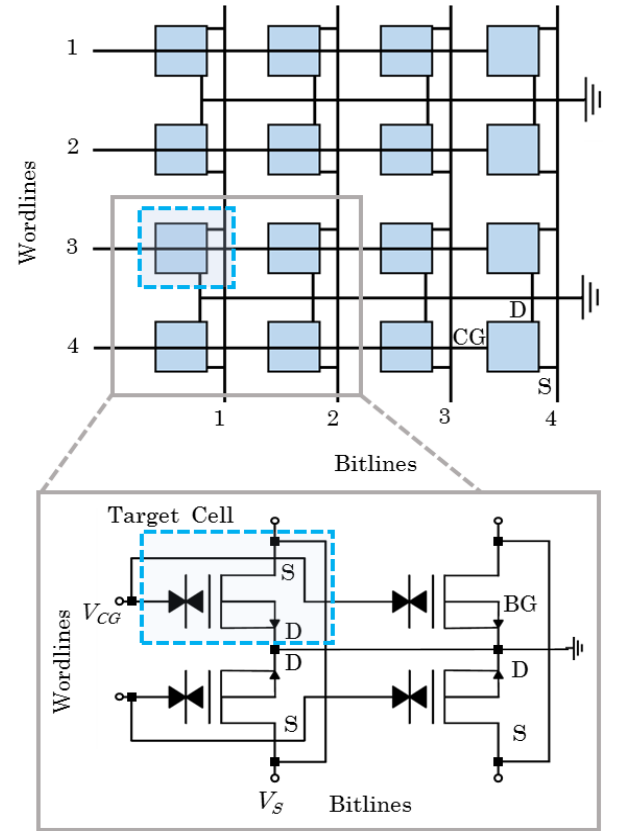 1
2
Wordlines
3
D
CG
4
S
1
2
3
4
Bitlines
Target Cell
S
V_CG
BG
D
D
D
Wordlines
S
S
V_S
Bitlines